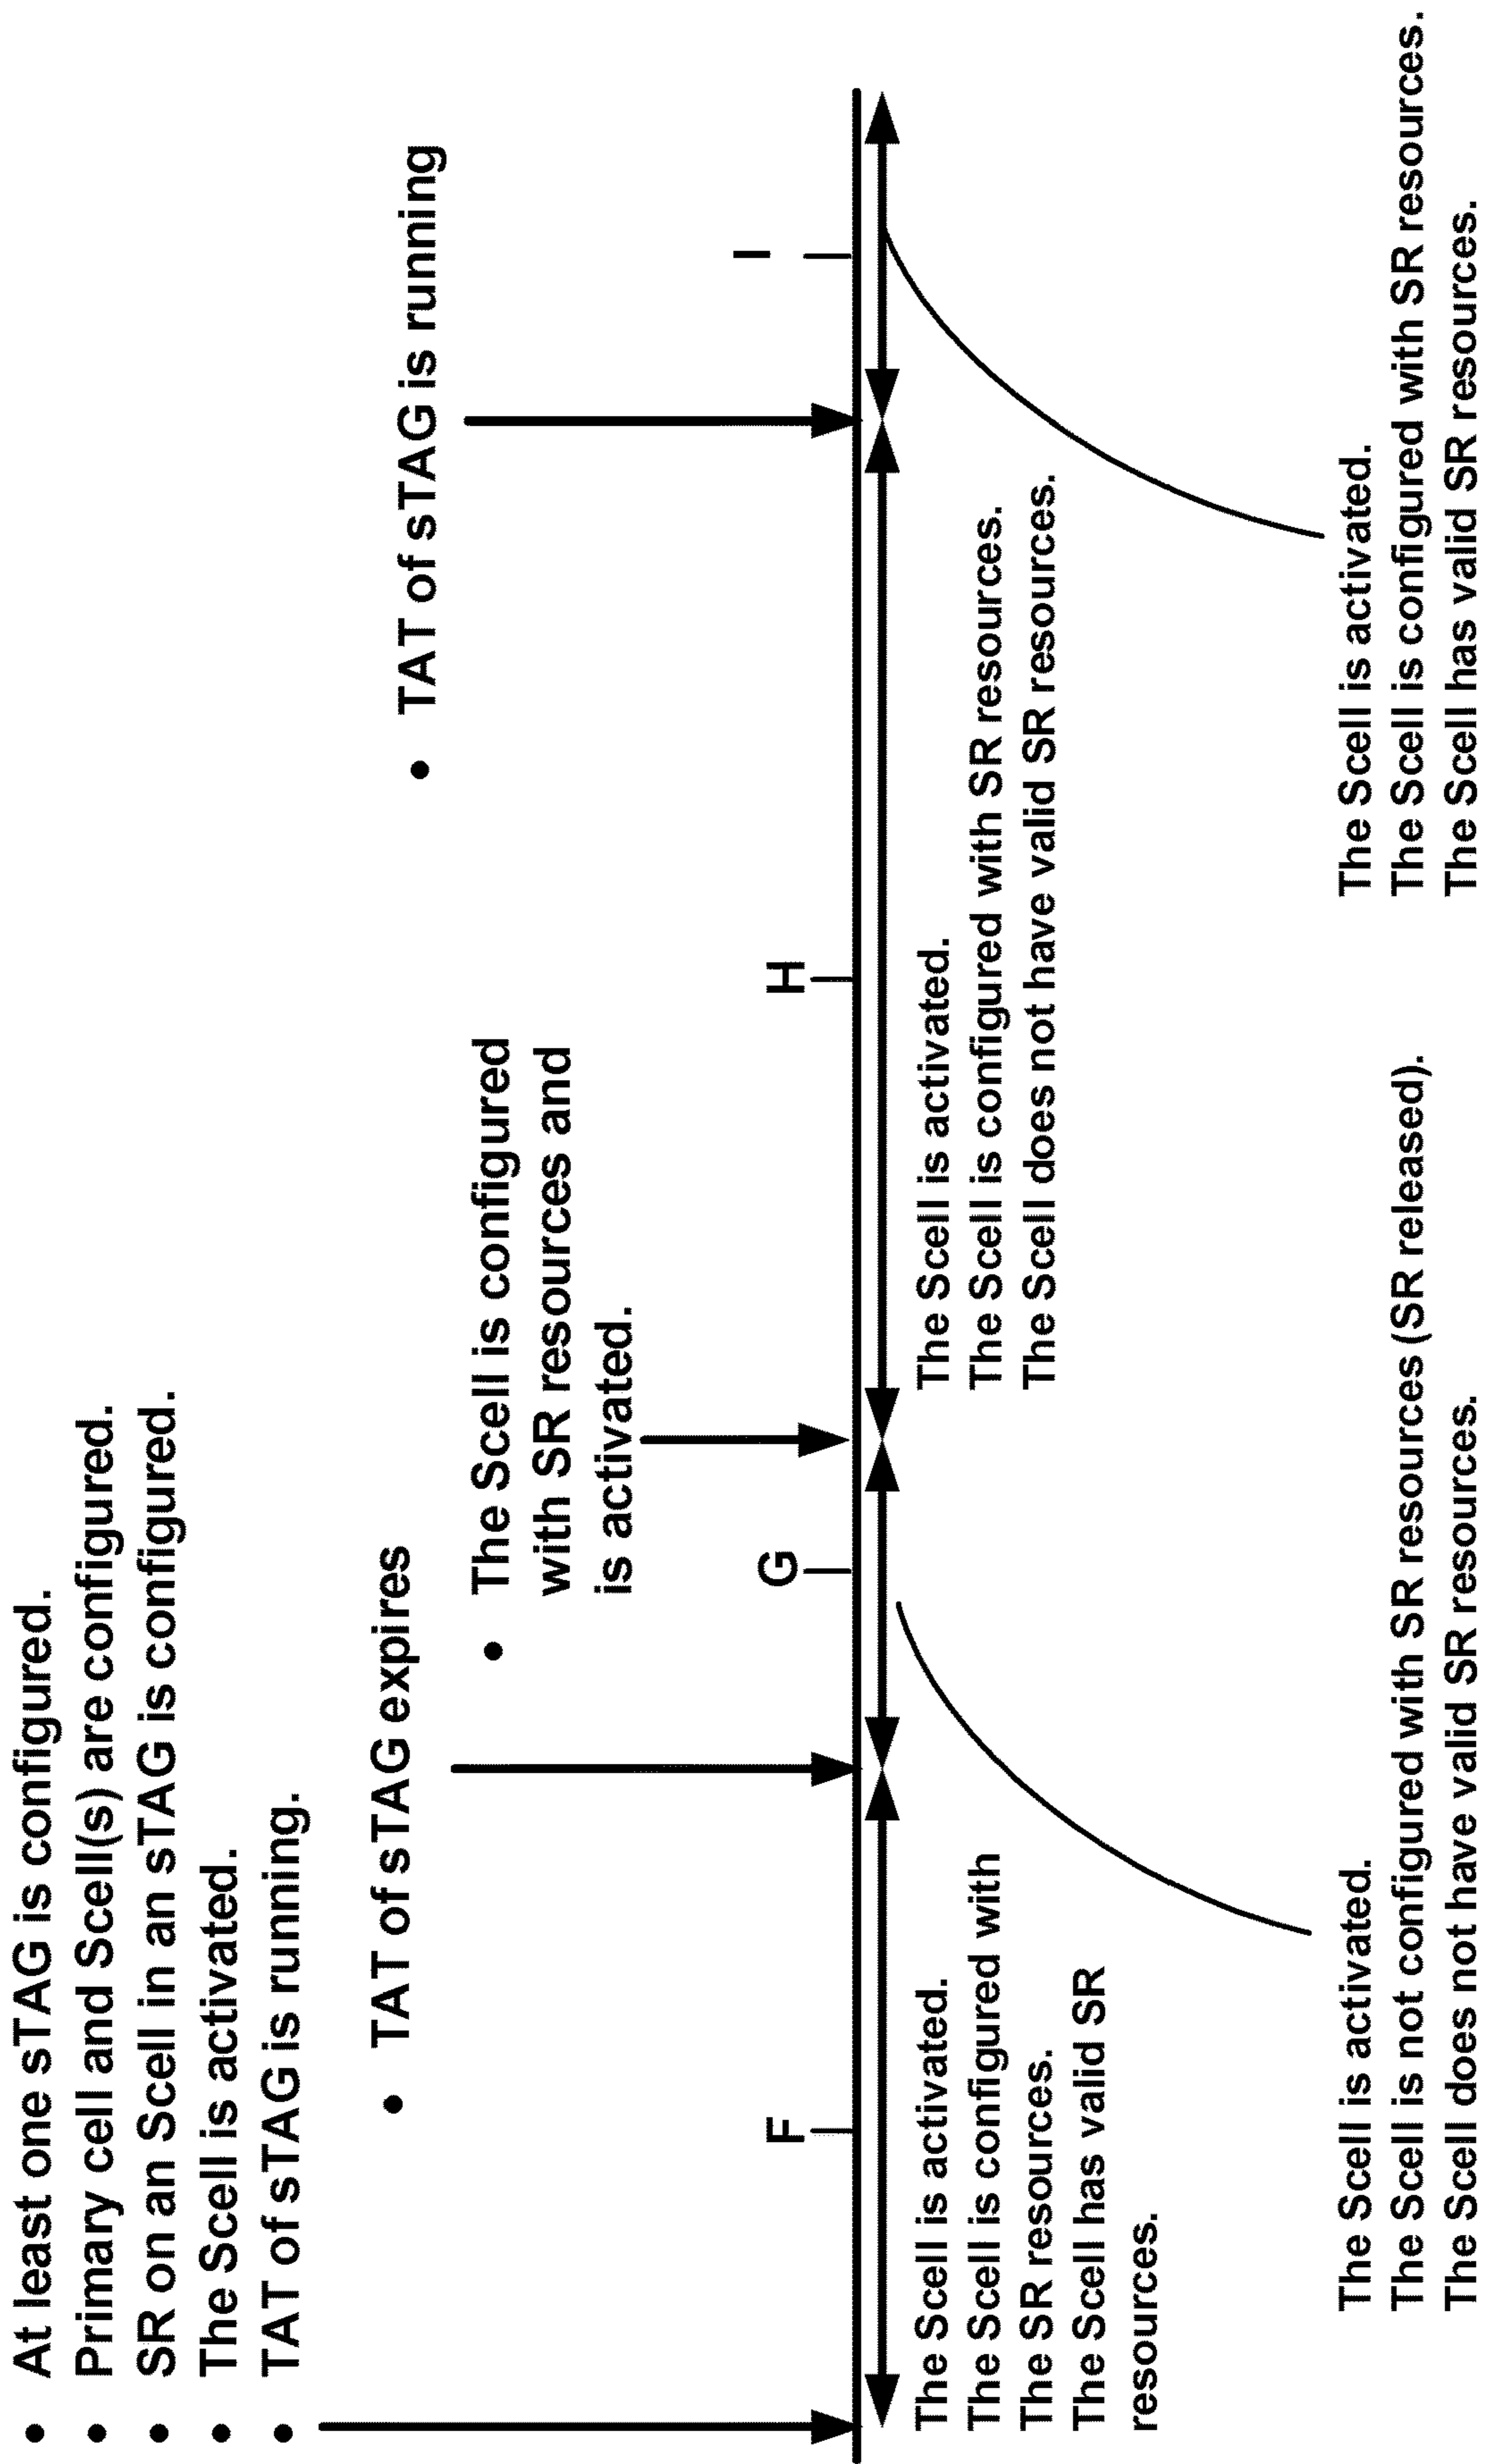 • At least one sTAG is configured.
• Primary cell and Scell(s) are configured.
• SR on an Scell in an sTAG is configured.
• The Scell is activated.
• TAT of sTAG is running.
• TAT of sTAG expires
• The Scell is configured
with SR resources and
is activated.
• TAT of sTAG is running
F
G
H
I
The Scell is activated.
The Scell is configured with
SR resources.
The Scell has valid SR
resources.
The Scell is activated.
The Scell is configured with SR resources.
The Scell does not have valid SR resources.
The Scell is activated.
The Scell is not configured with SR resources (SR released).
The Scell does not have valid SR resources.
The Scell is activated.
The Scell is configured with SR resources.
The Scell has valid SR resources.